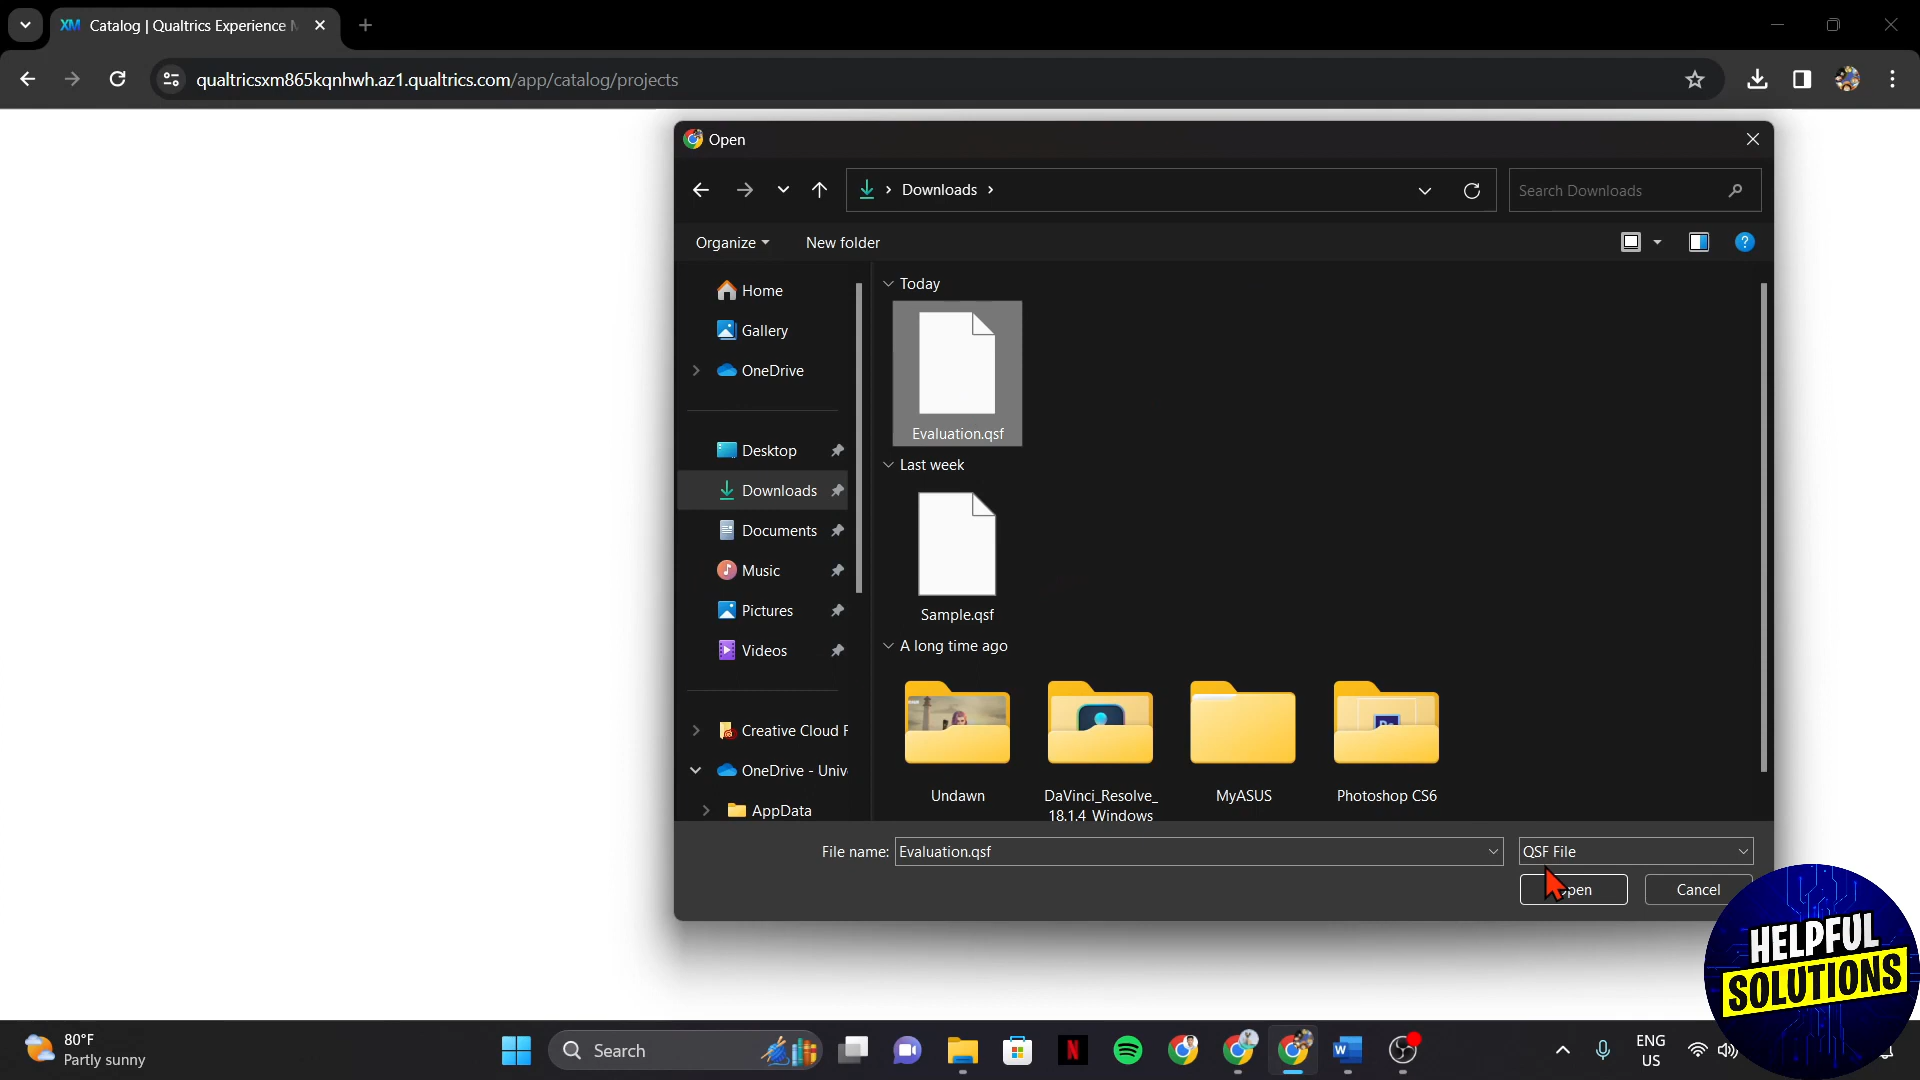 XM Catalog | Qualtrics Experience M
qualtricsxm865kqnhwh.az1.qualtrics.com/app/catalog/projects
Open
Downloads
Search Downloads
Organize
New folder
Home
Gallery
OneDrive
Desktop
Downloads
Documents
Music
Pictures
Videos
Creative Cloud F
OneDrive - Univ
AppData
Today
Evaluation.qsf
Last week
Sample.qsf
A long time ago
Undawn
DaVinci_Resolve_
18.1.4_Windows
MyASUS
Photoshop CS6
File name:
Evaluation.qsf
QSF File
Open
Cancel
HELPFUL
SOLUTIONS
80°F
Partly sunny
Search
ENG
US